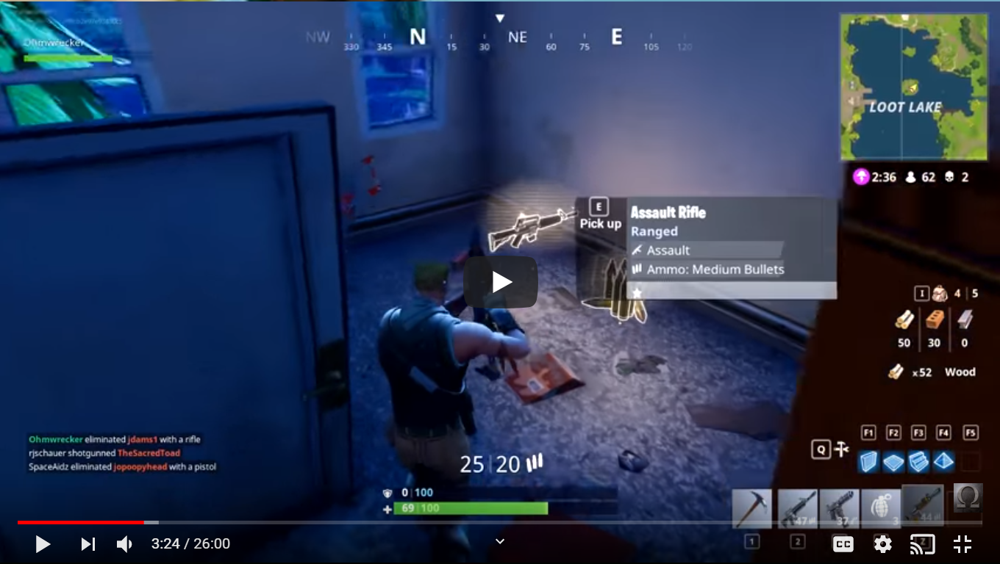 Ohmwrecker
NW 330 345 N 15 30 NE 60 75 E 105 120
LOOT LAKE
2:36 62 2
E
Pick up
Assault Rifle
Ranged
Assault
Ammo: Medium Bullets
I 4 | 5
50 30 0
x52 Wood
F1 F2 F3 F4 F5
Q
Ohmwrecker eliminated jdams1 with a rifle
rjschauer shotgunned TheSacredToad
SpaceAidz eliminated jopoopyhead with a pistol
25 | 20
0 | 100
69 | 100
47 37 3 44
Ω
1 2 Z
3:24 / 26:00
CC